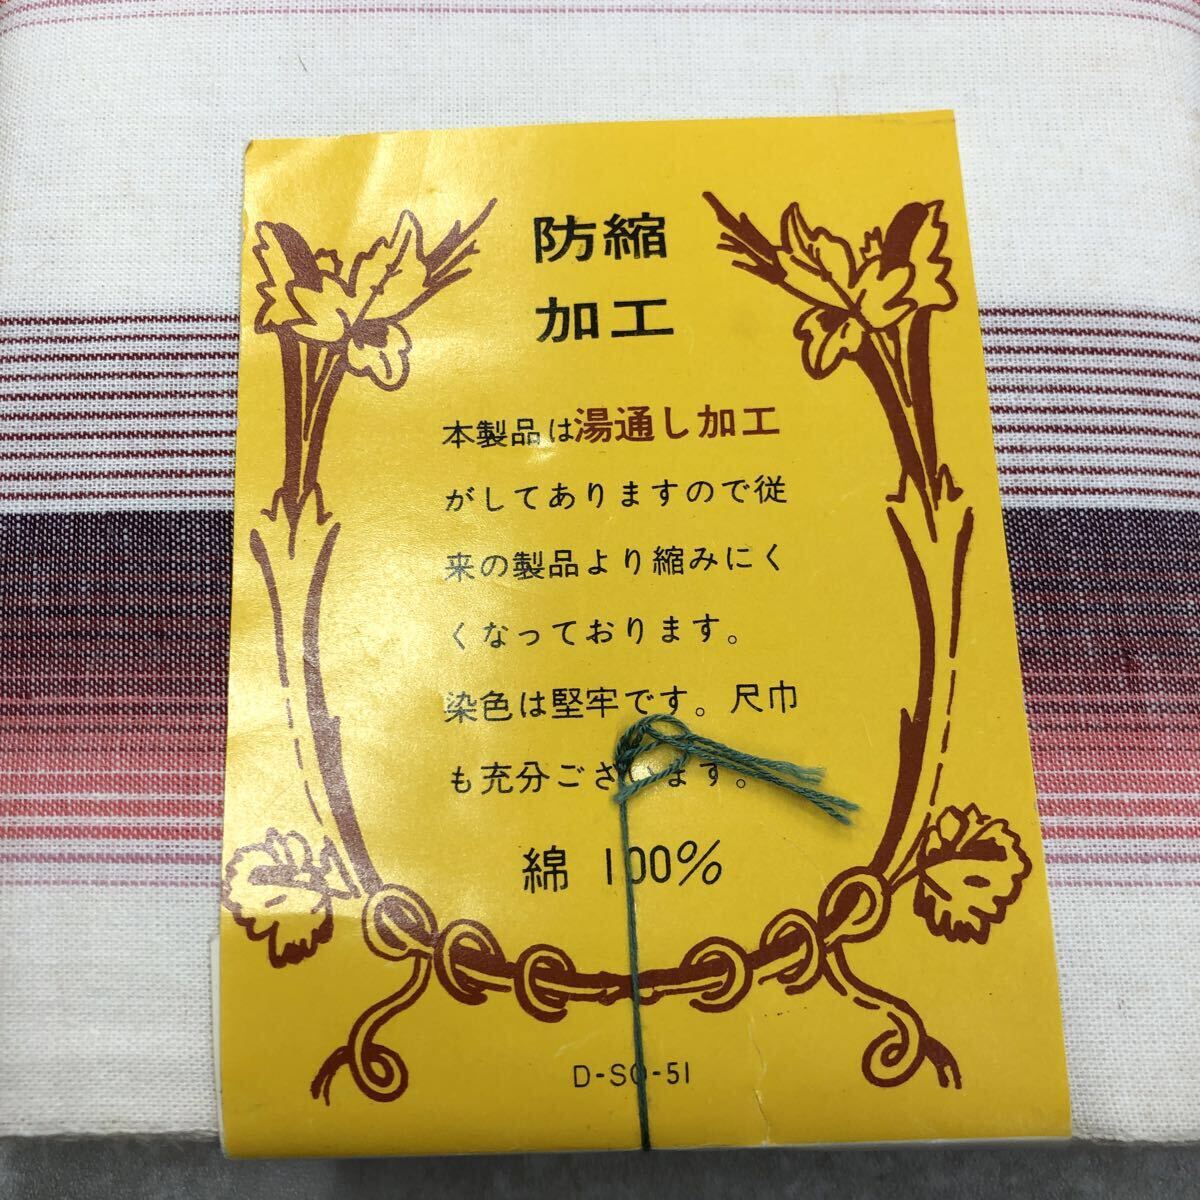 防縮
加工
本製品は湯通し加工
がしてありますので従
来の製品より縮みにく
くなっております。
染色は堅牢です。尺巾
も充分ございます。
綿 100%
D-SO-51